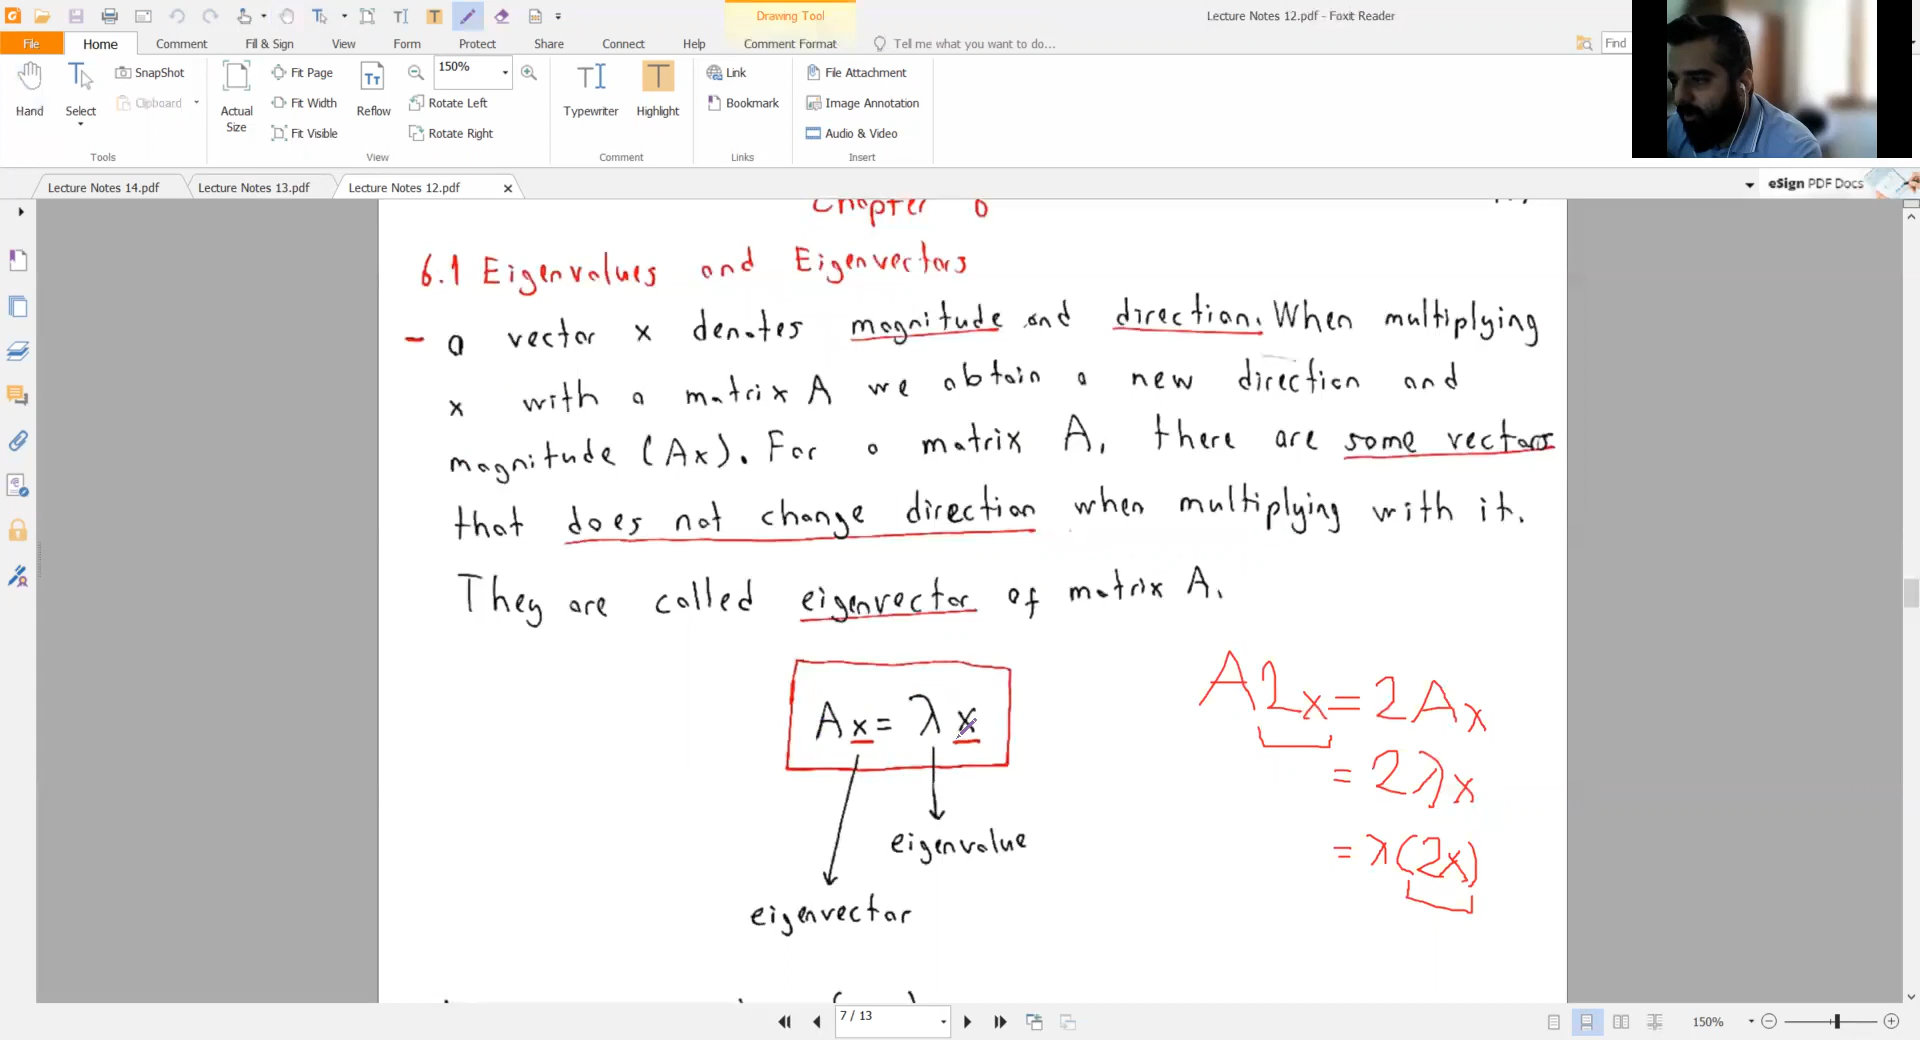 Drawing Tool
Lecture Notes 12.pdf - Foxit Reader
File
Home
Comment
Fill & Sign
View
Form
Protect
Share
Connect
Help
Comment Format
Tell me what you want to do...
Find
Hand
Select
SnapShot
Clipboard
Actual Size
Fit Page
Fit Width
Fit Visible
Reflow
150%
Rotate Left
Rotate Right
Typewriter
Highlight
Link
Bookmark
File Attachment
Image Annotation
Audio & Video
Tools
View
Comment
Links
Insert
Lecture Notes 14.pdf
Lecture Notes 13.pdf
Lecture Notes 12.pdf
eSign PDF Docs
Chapter 6
6.1 Eigenvalues and Eigenvectors
- a vector x denotes magnitude and direction. When multiplying
x with a matrix A we obtain a new direction and
magnitude (Ax). For a matrix A, there are some vectors
that does not change direction when multiplying with it.
They are called eigenvector of matrix A.
Ax = λx
eigenvalue
eigenvector
A2x = 2Ax
= 2λx
= λ(2x)
7 / 13
150%